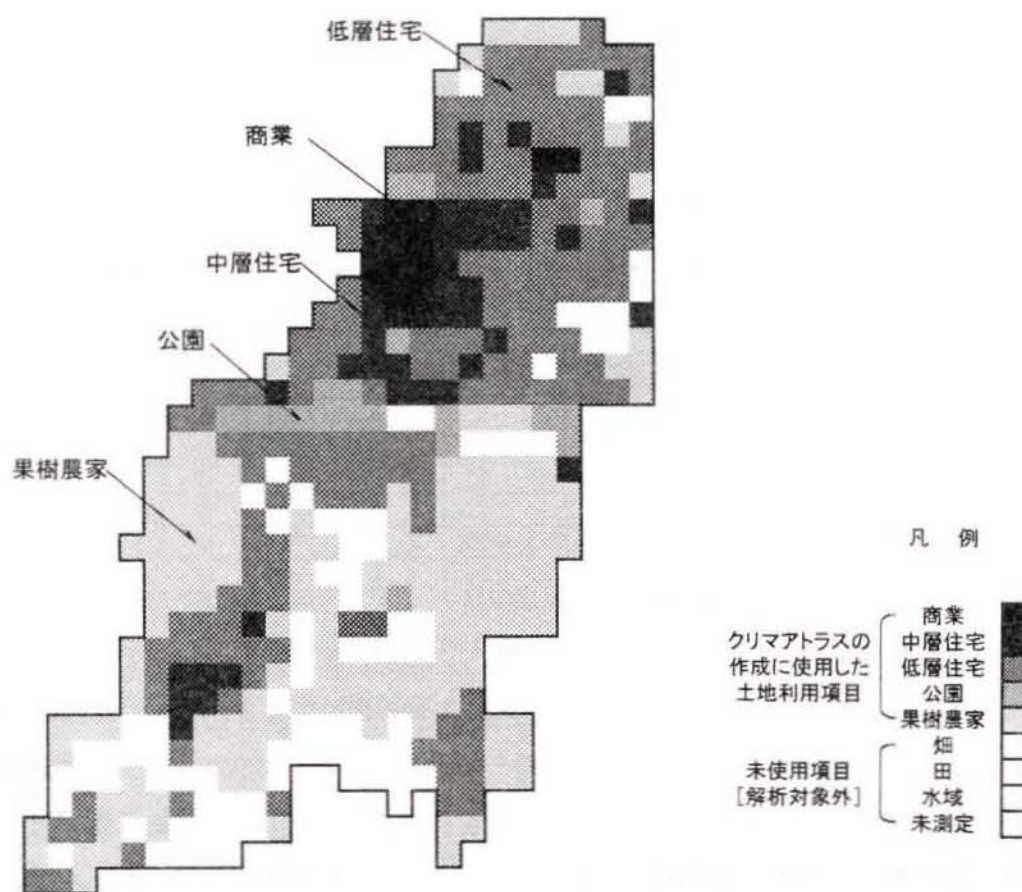 低層住宅
商業
中層住宅
公園
果樹農家
凡 例
クリマアトラスの
作成に使用した
土地利用項目
商業
中層住宅
低層住宅
公園
果樹農家
未使用項目
[解析対象外]
畑
田
水域
未測定